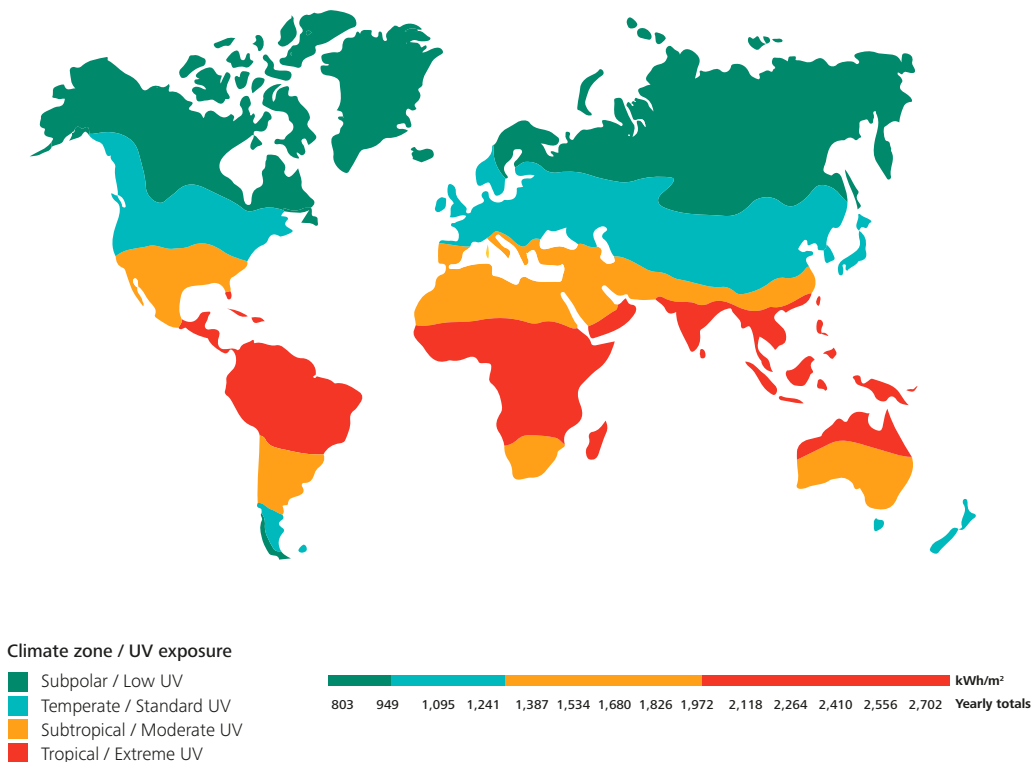 Climate zone / UV exposure
Subpolar / Low UV
Temperate / Standard UV
Subtropical / Moderate UV
Tropical / Extreme UV
kWh/m²
803 949 1,095 1,241 1,387 1,534 1,680 1,826 1,972 2,118 2,264 2,410 2,556 2,702 Yearly totals